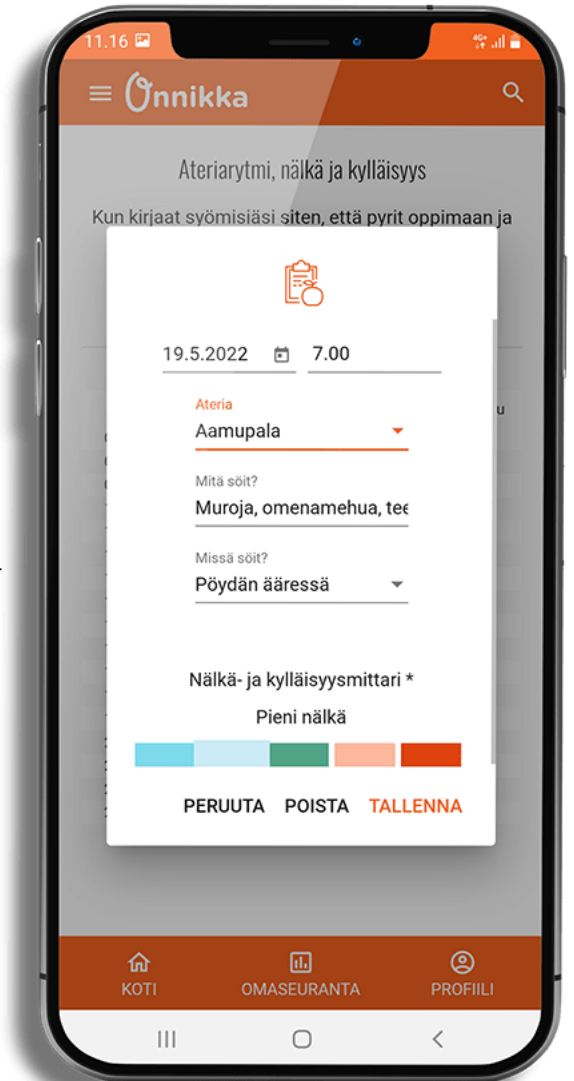 11.16
4G+
Onnikka
Ateriarytmi, nälkä ja kylläisyys
Kun kirjaat syömisiäsi siten, että pyrit oppimaan ja
19.5.2022 7.00
u
Ateria
Aamupala
Mitä söit?
Muroja, omenamehua, tee
Missä söit?
Pöydän ääressä
Nälkä- ja kylläisyysmittari *
Pieni nälkä
PERUUTA POISTA TALLENNA
KOTI OMASEURANTA PROFIILI